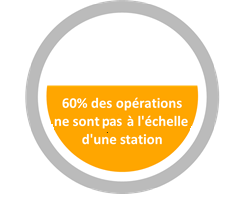 60% des opérations
ne sont pas à l'échelle
d'une station